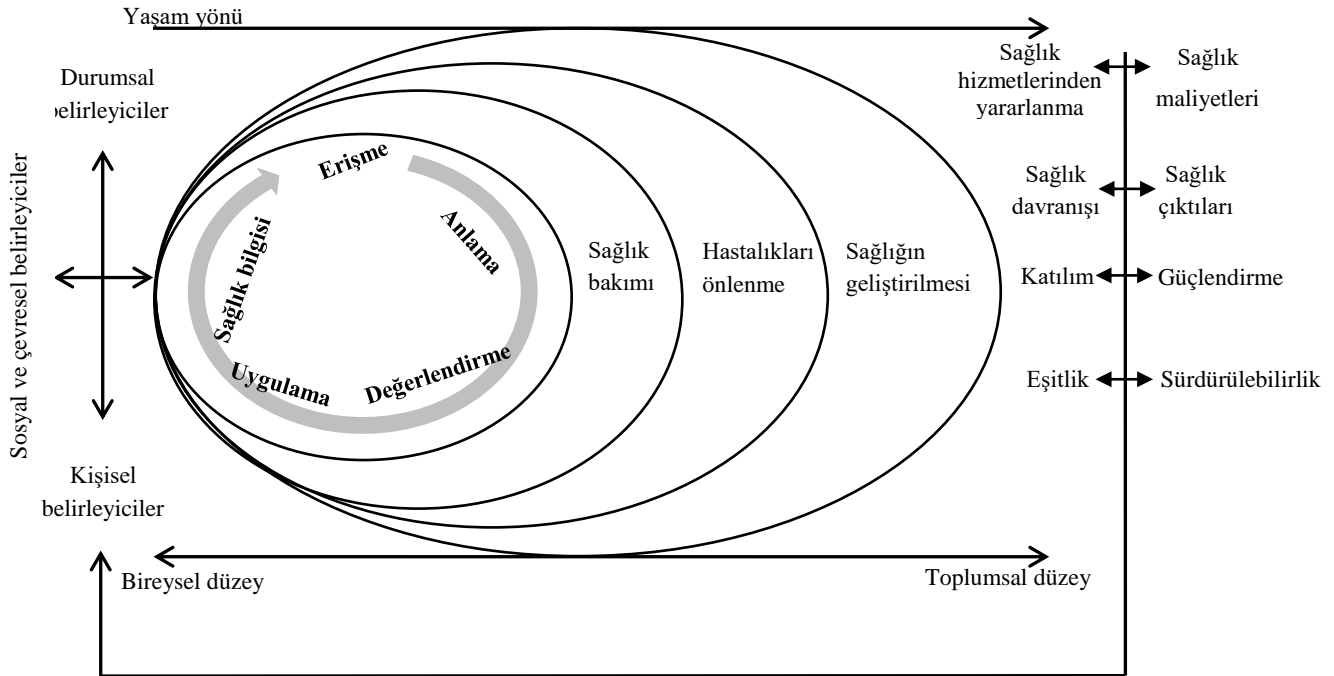 Yaşam yönü
Durumsal
belirleyiciler
Sosyal ve çevresel belirleyiciler
Kişisel
belirleyiciler
Erişme
Anlama
Değerlendirme
Uygulama
Sağlık bilgisi
Sağlık
bakımı
Hastalıkları
önlenme
Sağlığın
geliştirilmesi
Sağlık
hizmetlerinden
yararlanma
Sağlık
maliyetleri
Sağlık
davranışı
Sağlık
çıktıları
Katılım
Güçlendirme
Eşitlik
Sürdürülebilirlik
Bireysel düzey
Toplumsal düzey